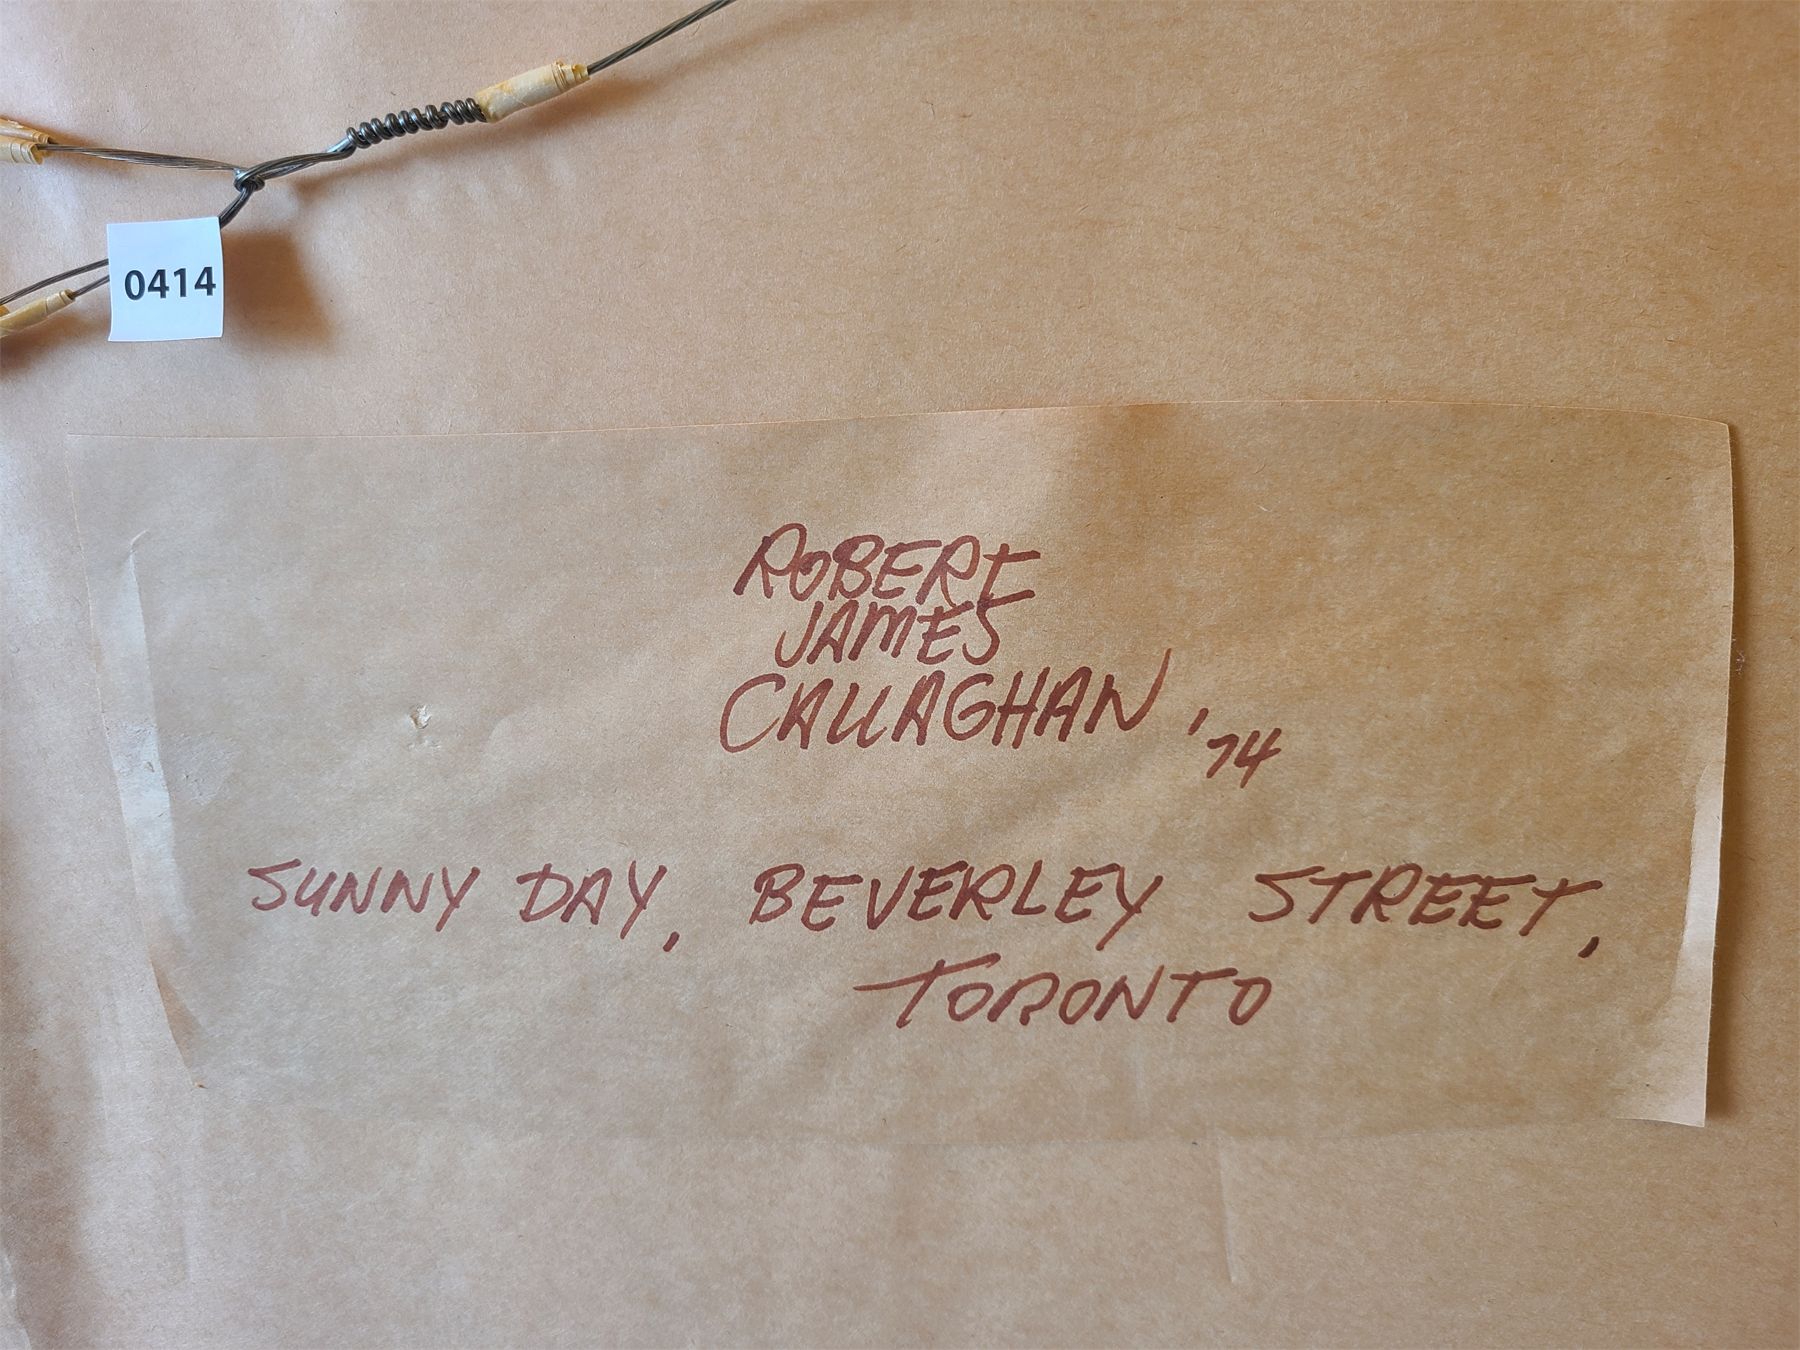 0414
ROBERT
JAMES
CALLAGHAN, '74
SUNNY DAY, BEVERLEY STREET,
TORONTO